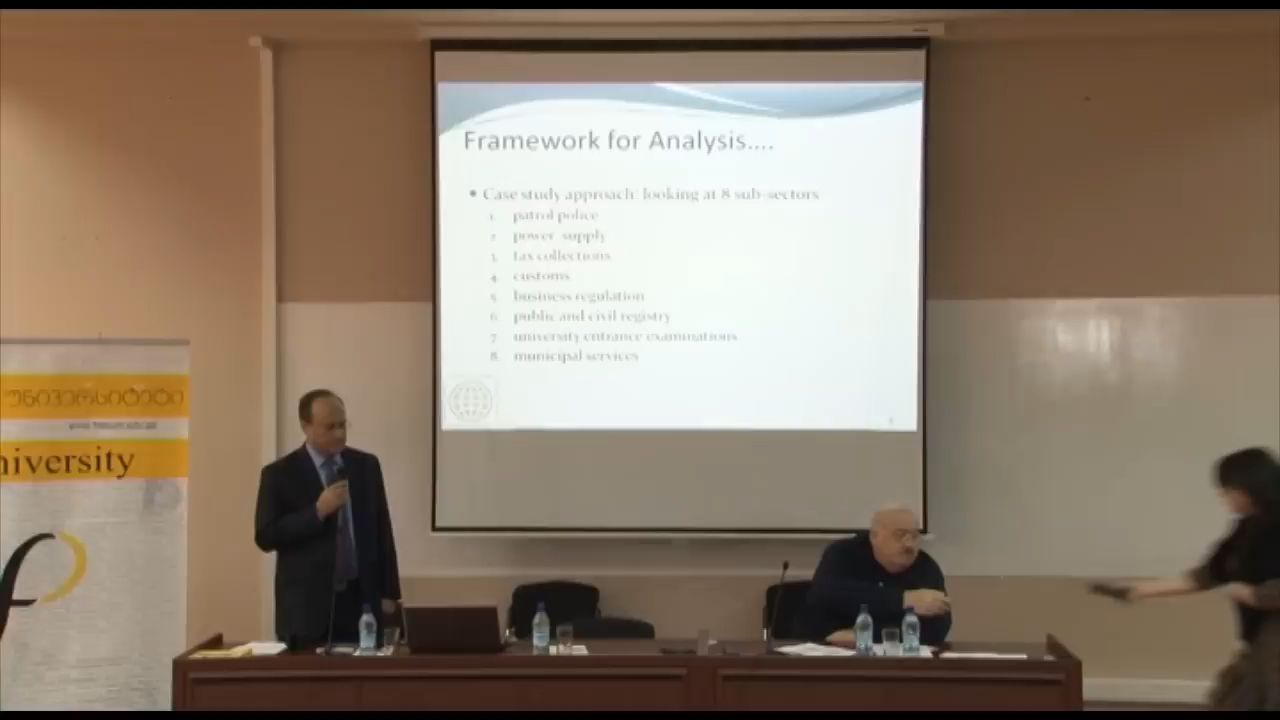 Framework for Analysis....
• Case study approach: looking at 8 sub-sectors
1. patrol police
2. power supply
3. tax collections
4. customs
5. business regulation
6. public and civil registry
7. university entrance examinations
8. municipal services
უნივერსიტეტი
niversity